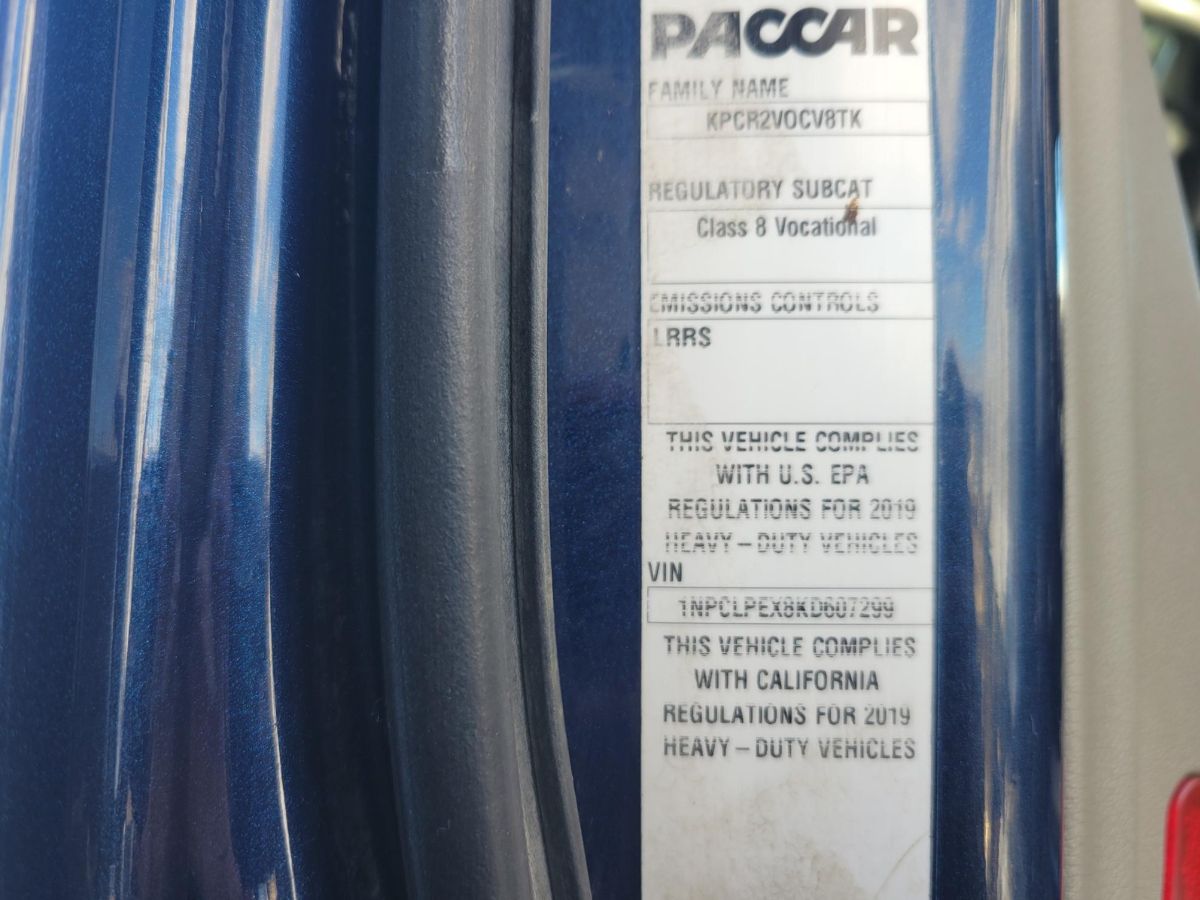 PACCAR
FAMILY NAME
KPCR2VOCV8TK
REGULATORY SUBCAT
Class 8 Vocational
EMISSIONS CONTROLS
LRRS
THIS VEHICLE COMPLIES
WITH U.S. EPA
REGULATIONS FOR 2019
HEAVY – DUTY VEHICLES
VIN
1NPCLPEX8KD607299
THIS VEHICLE COMPLIES
WITH CALIFORNIA
REGULATIONS FOR 2019
HEAVY – DUTY VEHICLES